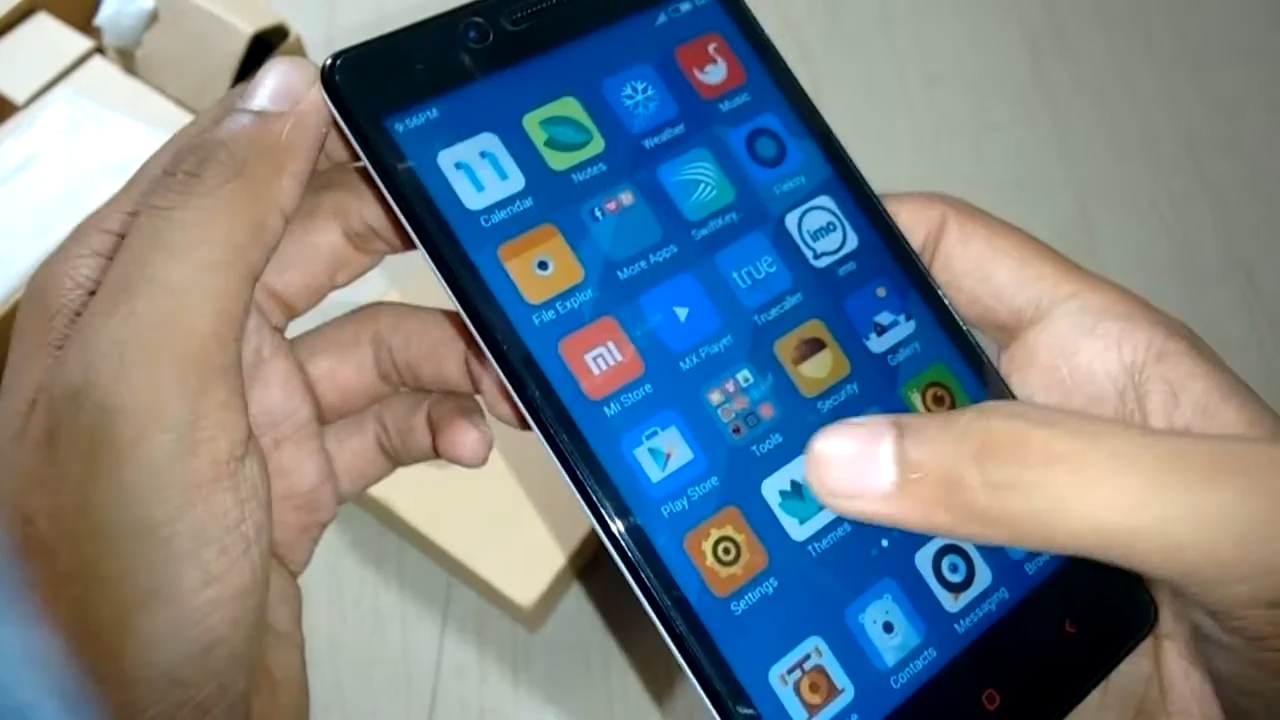 9:56PM
11
Calendar
Notes
Weather
Music
File Explor..
More Apps
SwiftKey..
Fleksy
mi
Mi Store
MX Player
true
Truecaller
imo
imo
Play Store
Tools
Security
Gallery
Settings
Themes
Contacts
Messaging